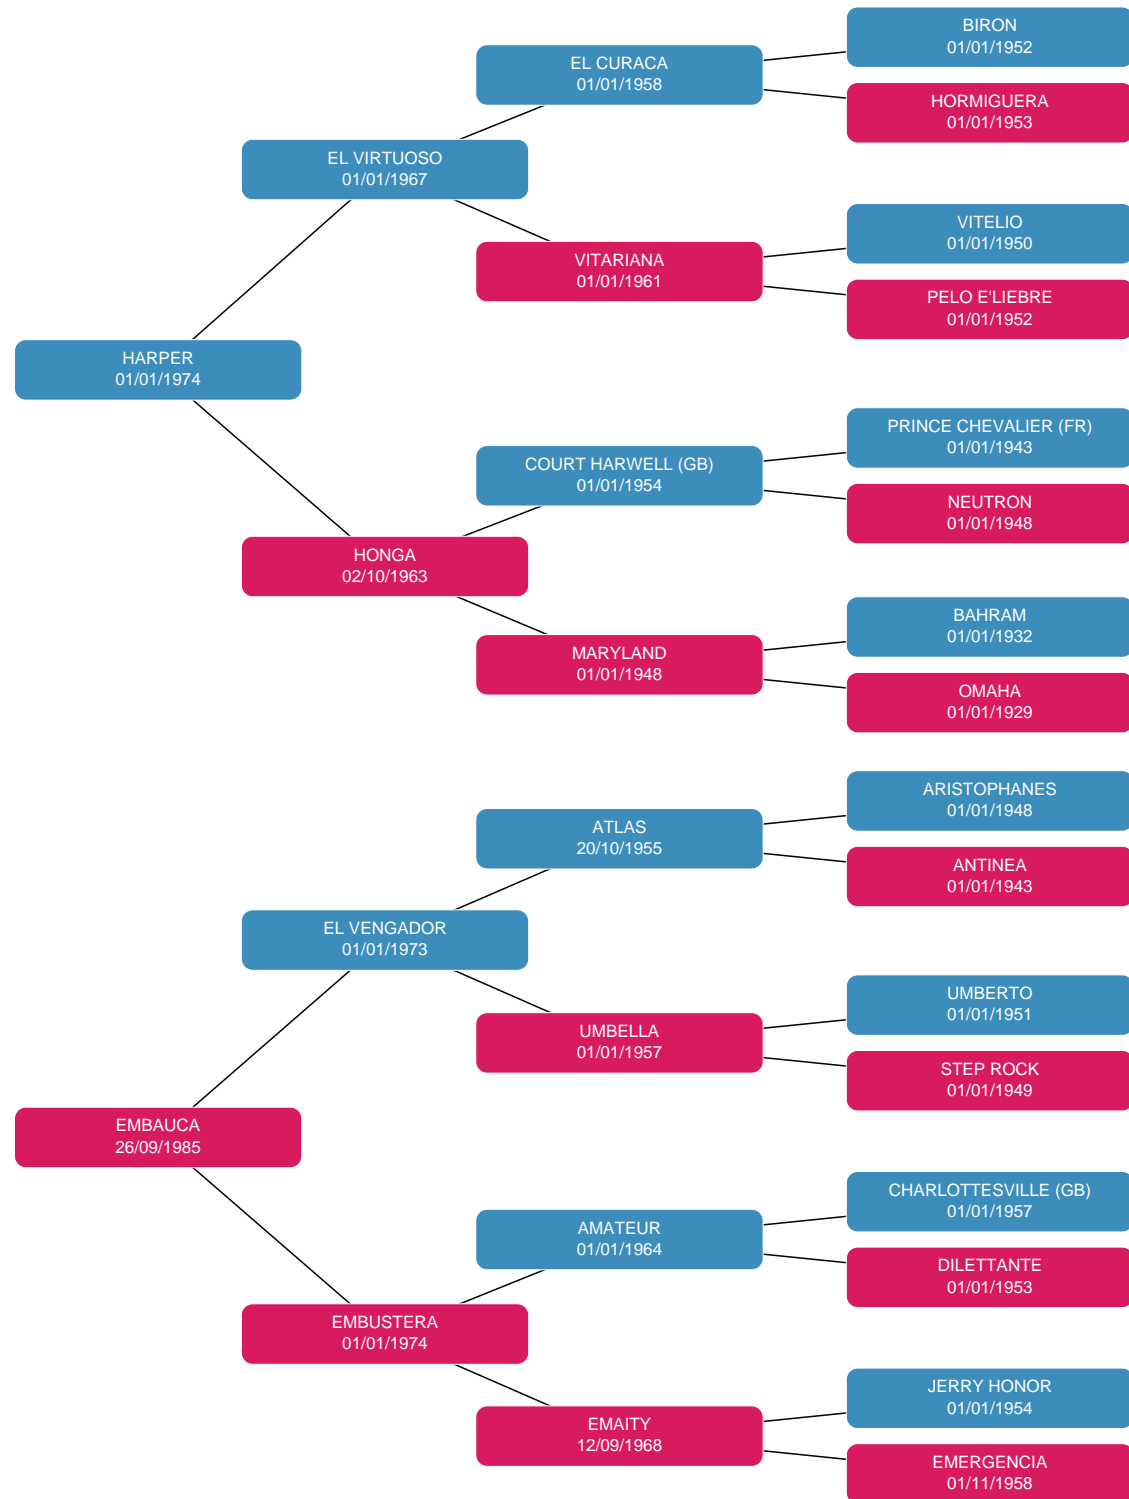 BIRON
01/01/1952
EL CURACA
01/01/1958
HORMIGUERA
01/01/1953
EL VIRTUOSO
01/01/1967
VITELIO
01/01/1950
VITARIANA
01/01/1961
PELO E'LIEBRE
01/01/1952
HARPER
01/01/1974
PRINCE CHEVALIER (FR)
01/01/1943
COURT HARWELL (GB)
01/01/1954
NEUTRON
01/01/1948
HONGA
02/10/1963
BAHRAM
01/01/1932
MARYLAND
01/01/1948
OMAHA
01/01/1929
ARISTOPHANES
01/01/1948
ATLAS
20/10/1955
ANTINEA
01/01/1943
EL VENGADOR
01/01/1973
UMBERTO
01/01/1951
UMBELLA
01/01/1957
STEP ROCK
01/01/1949
EMBAUCA
26/09/1985
CHARLOTTESVILLE (GB)
01/01/1957
AMATEUR
01/01/1964
DILETTANTE
01/01/1953
EMBUSTERA
01/01/1974
JERRY HONOR
01/01/1954
EMAITY
12/09/1968
EMERGENCIA
01/11/1958